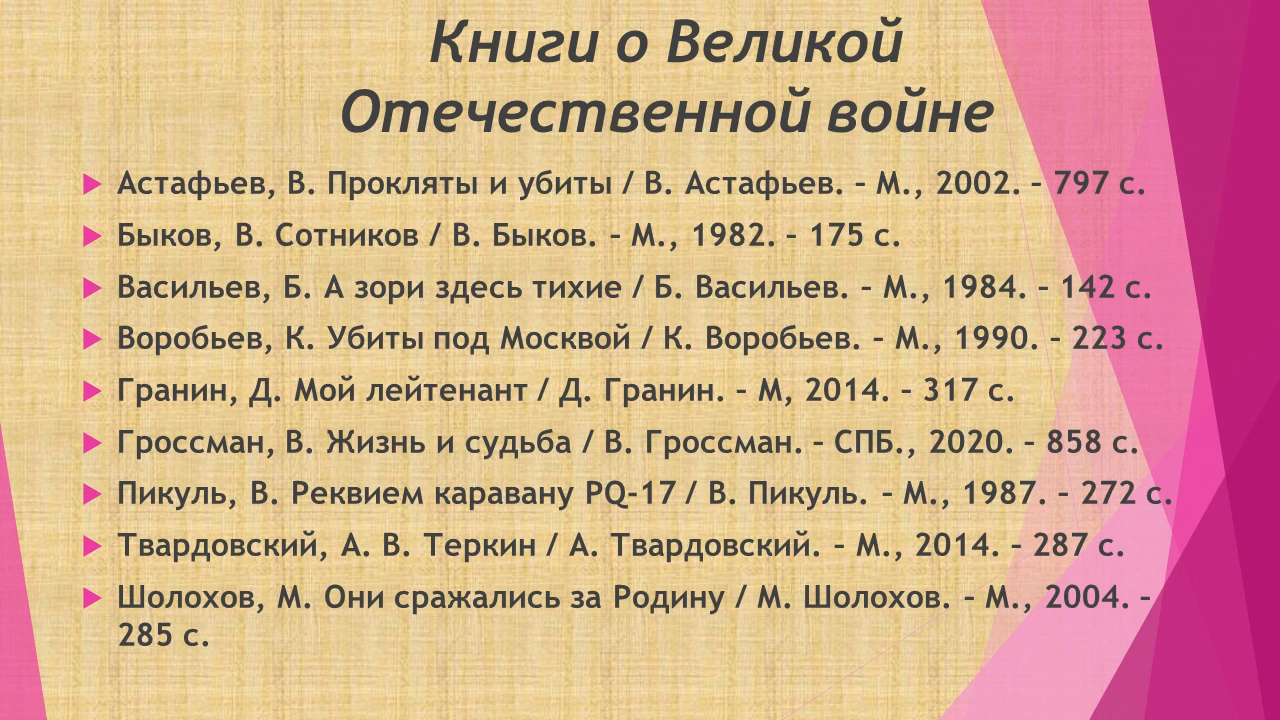 Книги о Великой
Отечественной войне
Астафьев, В. Прокляты и убиты / В. Астафьев. – М., 2002. – 797 с.
Быков, В. Сотников / В. Быков. – М., 1982. – 175 с.
Васильев, Б. А зори здесь тихие / Б. Васильев. – М., 1984. – 142 с.
Воробьев, К. Убиты под Москвой / К. Воробьев. – М., 1990. – 223 с.
Гранин, Д. Мой лейтенант / Д. Гранин. – М, 2014. – 317 с.
Гроссман, В. Жизнь и судьба / В. Гроссман. – СПБ., 2020. – 858 с.
Пикуль, В. Реквием каравану PQ-17 / В. Пикуль. – М., 1987. – 272 с.
Твардовский, А. В. Теркин / А. Твардовский. – М., 2014. – 287 с.
Шолохов, М. Они сражались за Родину / М. Шолохов. – М., 2004. –
285 с.